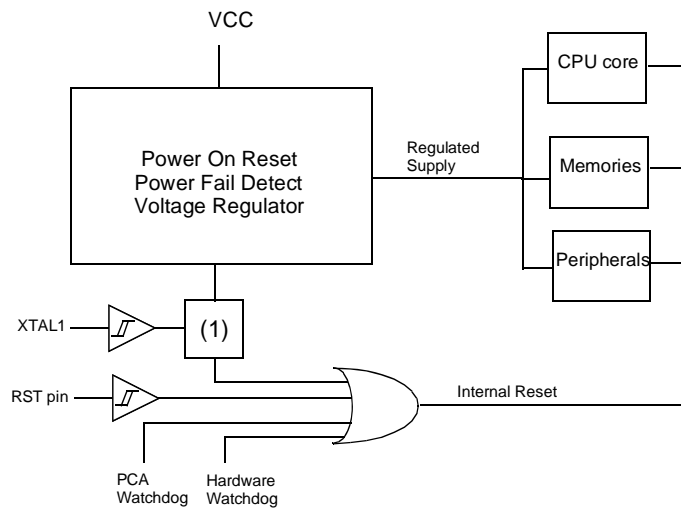 VCC
CPU core
Power On Reset
Power Fail Detect
Voltage Regulator
Regulated
Supply
Memories
Peripherals
XTAL1
(1)
RST pin
Internal Reset
PCA
Watchdog
Hardware
Watchdog